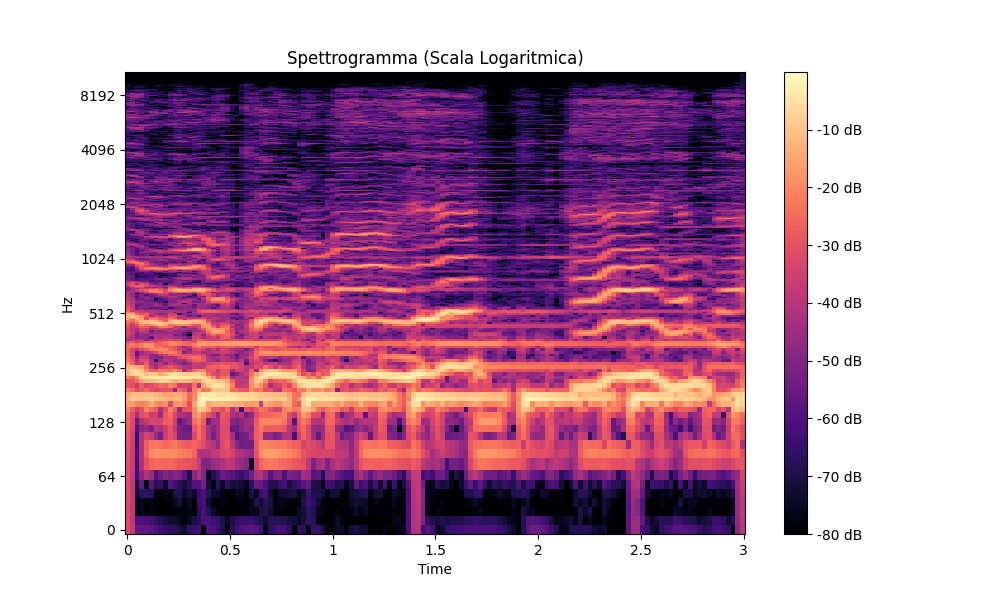 Spettrogramma (Scala Logaritmica)
8192
4096
2048
1024
512
256
128
64
0
Hz
0
0.5
1
1.5
2
2.5
3
Time
-10 dB
-20 dB
-30 dB
-40 dB
-50 dB
-60 dB
-70 dB
-80 dB